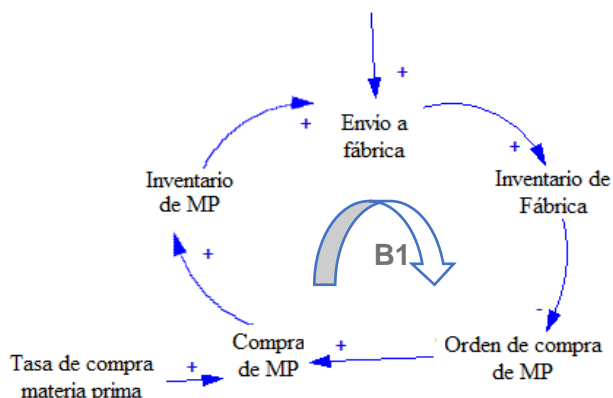 +
Envio a
fábrica
+
+
Inventario de
Fábrica
Inventario
de MP
B1
+
-
Orden de compra
de MP
+
Compra
de MP
+
Tasa de compra
materia prima